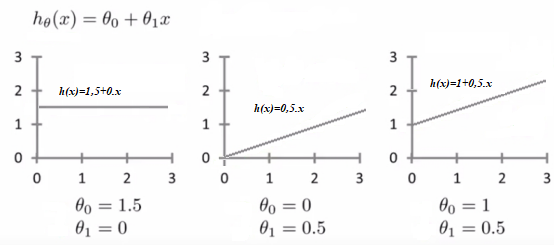 hθ(x) = θ0 + θ1x
3
2
1
0
0 1 2 3
h(x)=1,5+0.x
θ0 = 1.5
θ1 = 0
3
2
1
0
0 1 2 3
h(x)=0,5.x
θ0 = 0
θ1 = 0.5
3
2
1
0
0 1 2 3
h(x)=1+0,5.x
θ0 = 1
θ1 = 0.5